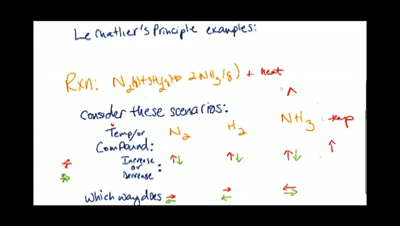 Le Chatlier's Principle examples:
Rxn: N2(g)+3H2(g)⇌ 2NH3(g) + heat
Consider these scenarios:
Temp/or N2 H2 NH3 temp
Compound:
Increase
or :
Decrease
which way does